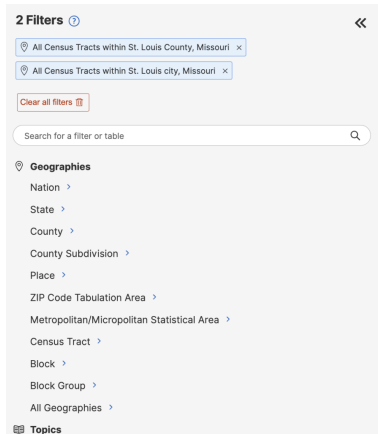 2 Filters ?
All Census Tracts within St. Louis County, Missouri ×
All Census Tracts within St. Louis city, Missouri ×
Clear all filters
Search for a filter or table
Geographies
Nation
State
County
County Subdivision
Place
ZIP Code Tabulation Area
Metropolitan/Micropolitan Statistical Area
Census Tract
Block
Block Group
All Geographies
Topics